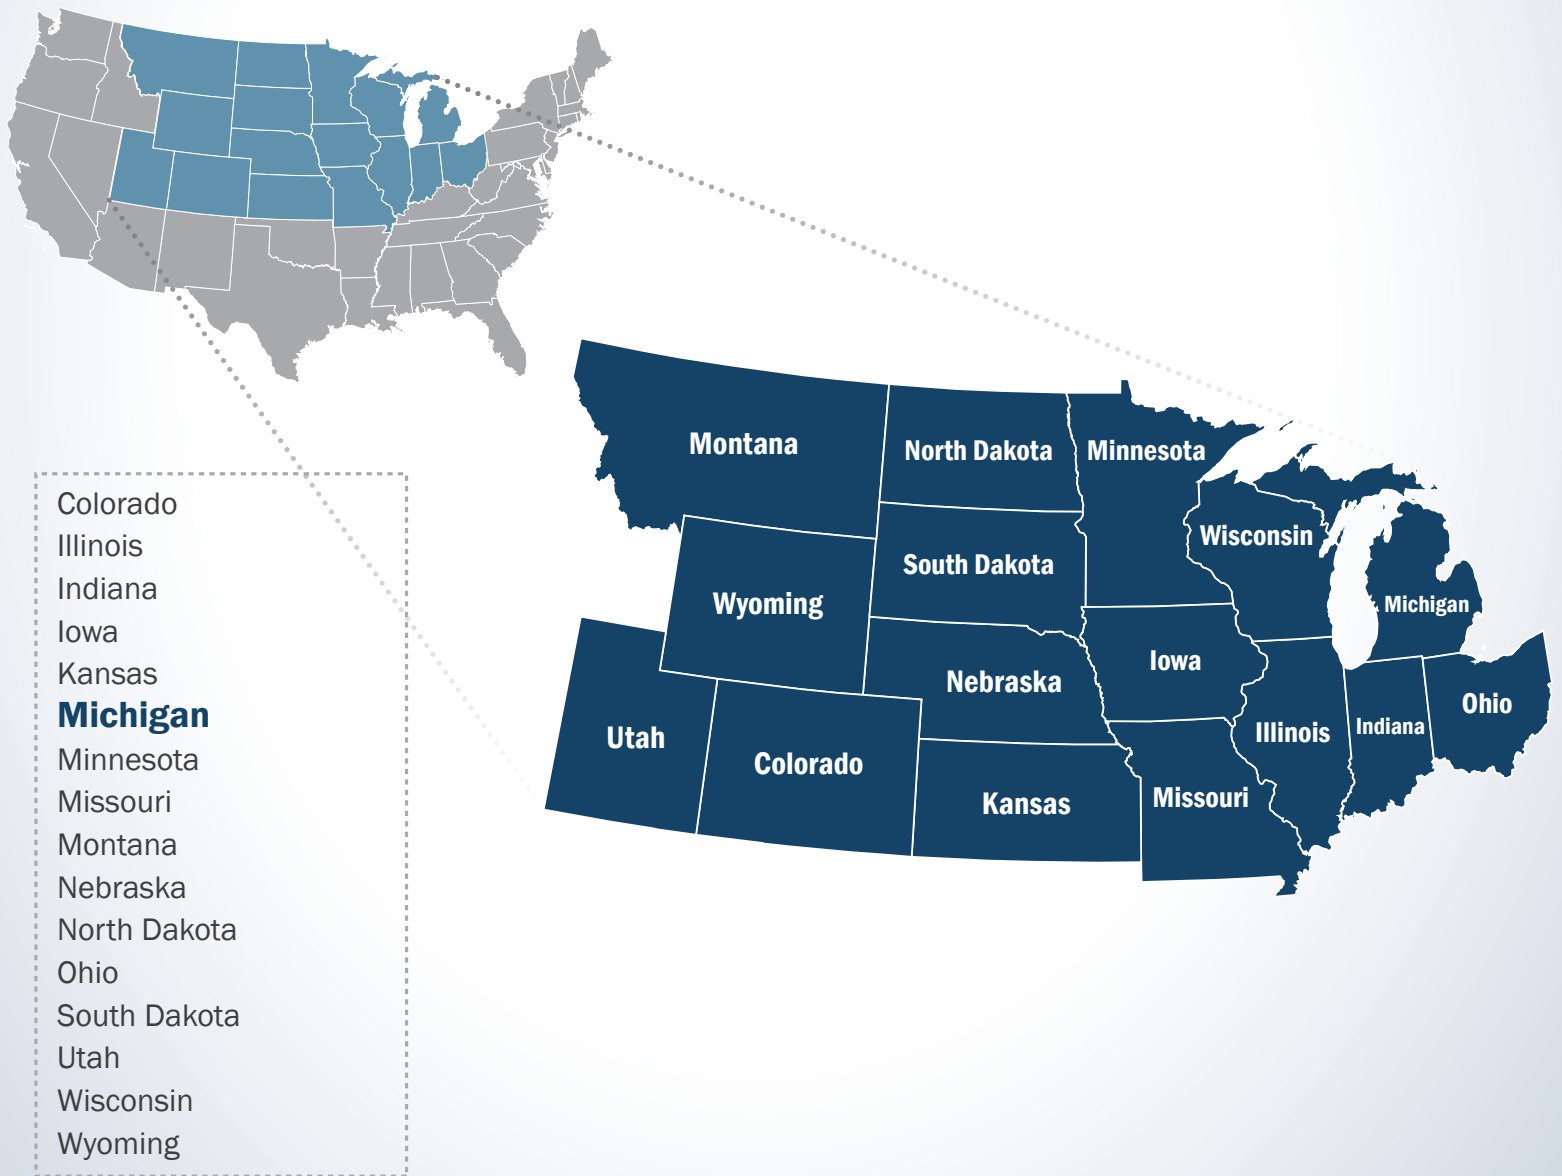 Montana
North Dakota
Minnesota
Wisconsin
South Dakota
Wyoming
Michigan
Iowa
Nebraska
Ohio
Utah
Illinois
Indiana
Colorado
Kansas
Missouri
Colorado
Illinois
Indiana
Iowa
Kansas
Michigan
Minnesota
Missouri
Montana
Nebraska
North Dakota
Ohio
South Dakota
Utah
Wisconsin
Wyoming